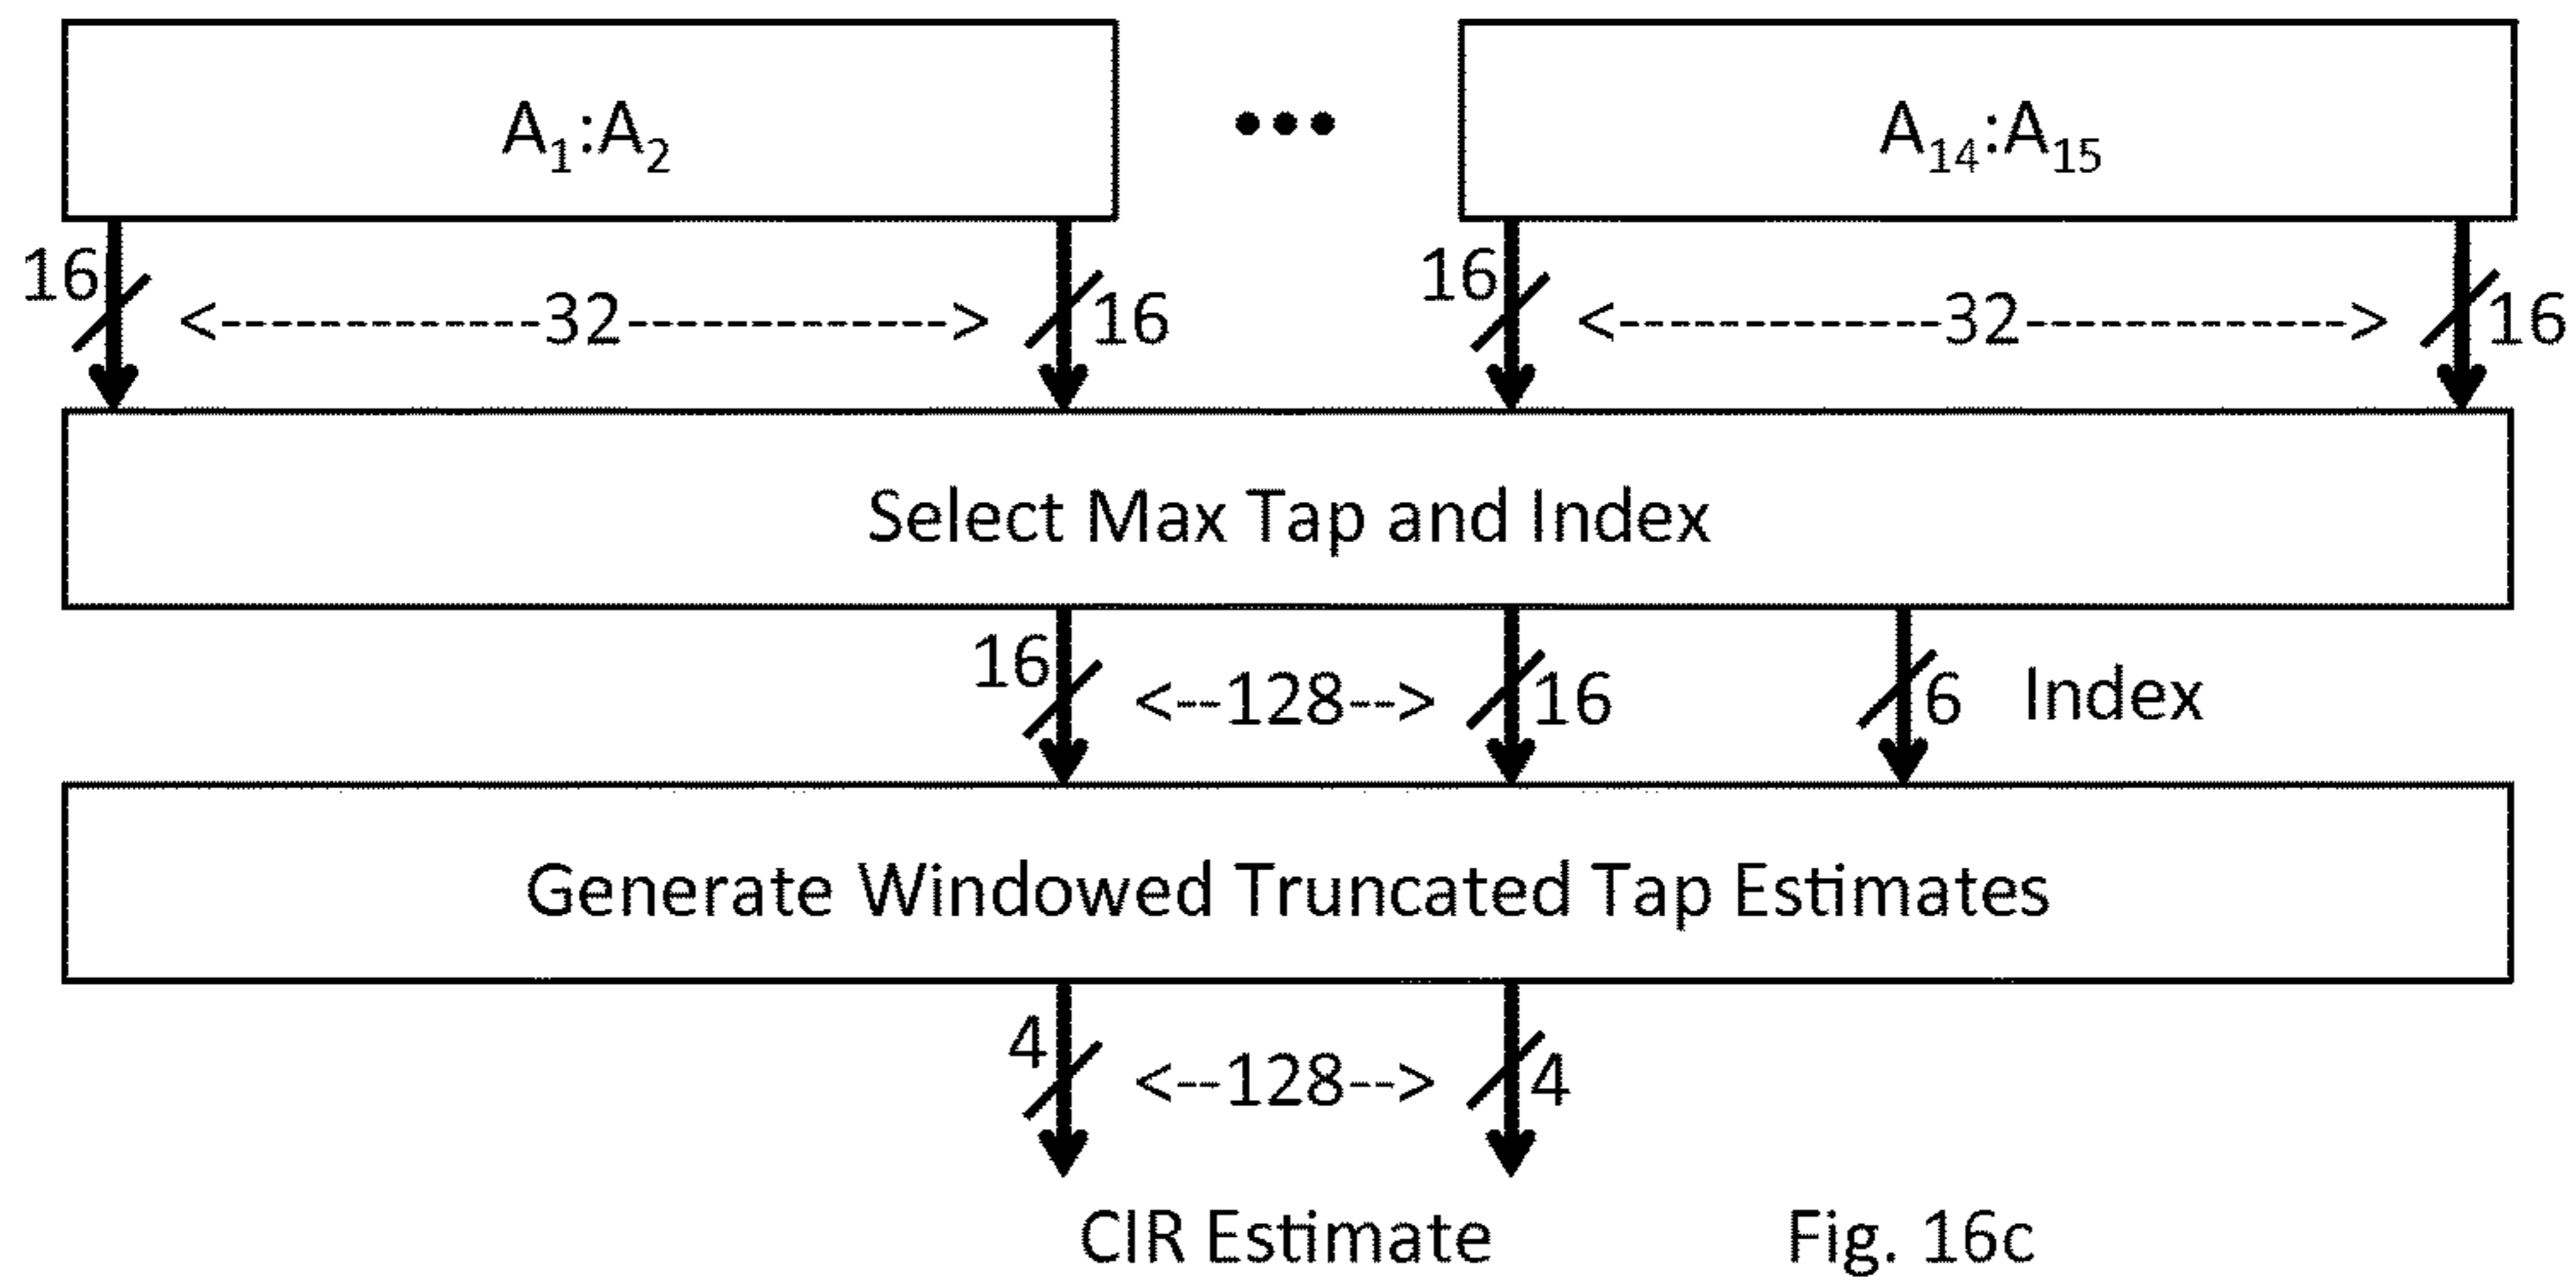 A₁:A₂ ••• A₁₄:A₁₅
16 <---------------32---------------> 16 16 <---------------32---------------> 16
Select Max Tap and Index
16 <--128--> 16 6 Index
Generate Windowed Truncated Tap Estimates
4 <--128--> 4
CIR Estimate Fig. 16c